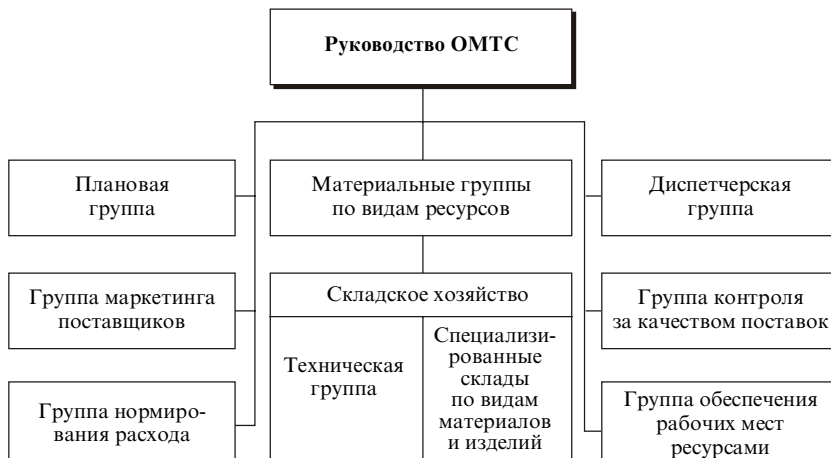 Руководство ОМТС
Плановая
группа
Материальные группы
по видам ресурсов
Диспетчерская
группа
Группа маркетинга
поставщиков
Складское хозяйство
Группа контроля
за качеством поставок
Техническая
группа
Специализи-
рованные
склады
по видам
материалов
и изделий
Группа нормиро-
вания расхода
Группа обеспечения
рабочих мест
ресурсами